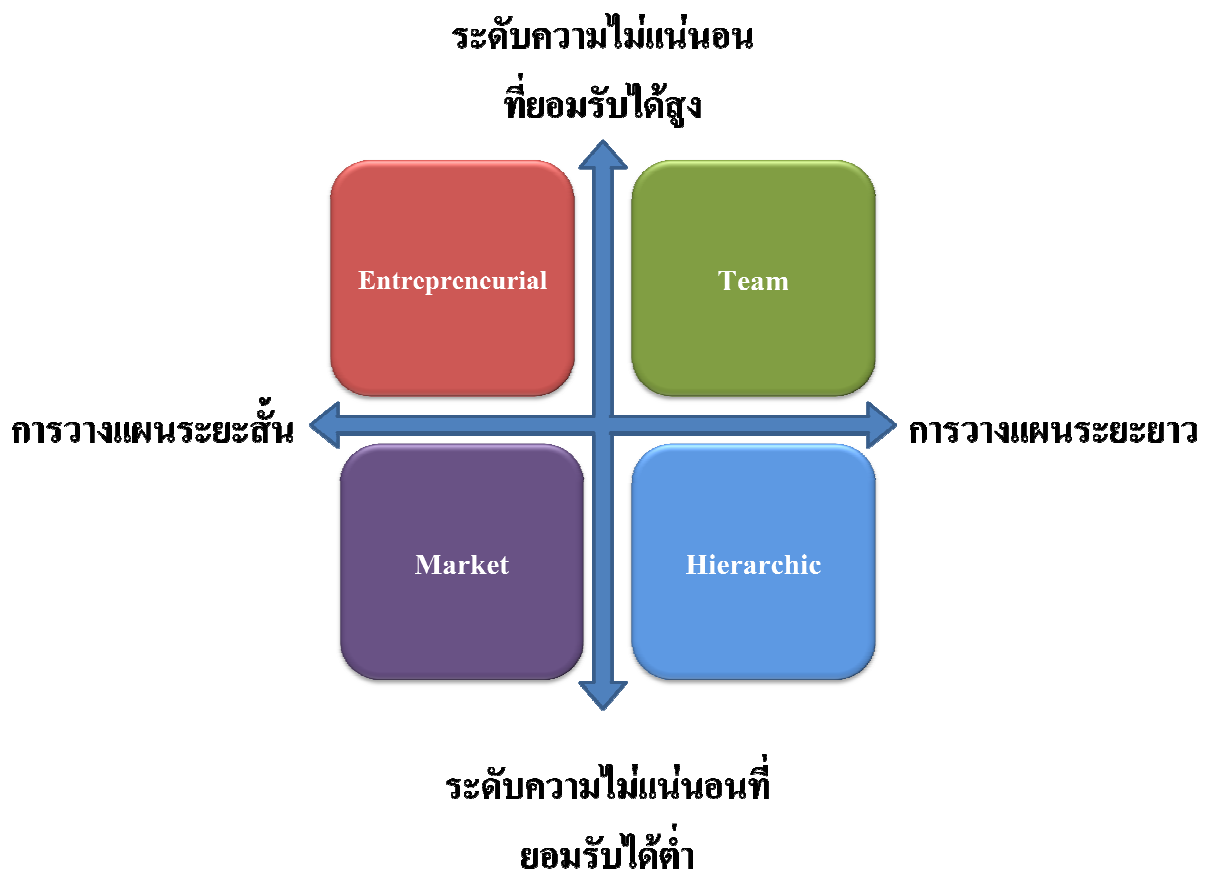 ระดับความไม่แน่นอน
ที่ยอมรับได้สูง
Entrepreneurial
Team
การวางแผนระยะสั้น
การวางแผนระยะยาว
Market
Hierarchic
ระดับความไม่แน่นอนที่
ยอมรับได้ต่ำ